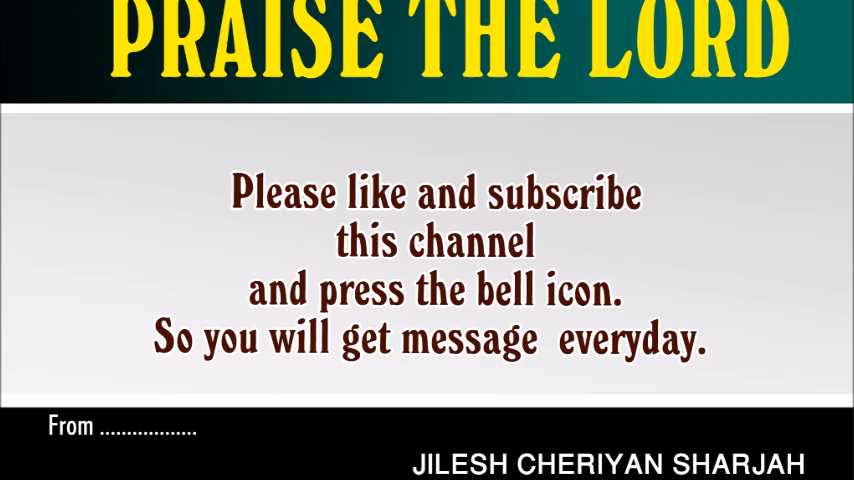 PRAISE THE LORD
Please like and subscribe
this channel
and press the bell icon.
So you will get message everyday.
From ..................
JILESH CHERIYAN SHARJAH